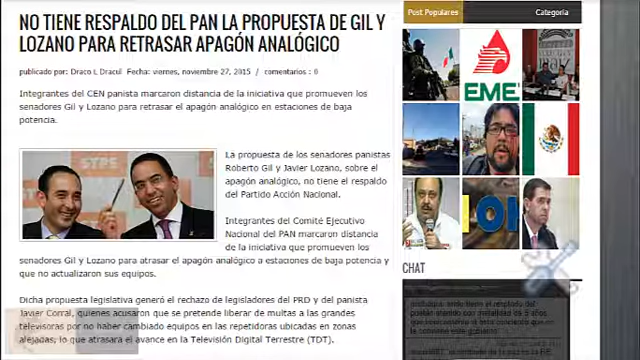 NO TIENE RESPALDO DEL PAN LA PROPUESTA DE GIL Y
LOZANO PARA RETRASAR APAGÓN ANALÓGICO
publicado por: Draco L Dracul Fecha: viernes, noviembre 27, 2015 / comentarios : 0
Integrantes del CEN panista marcaron distancia de la iniciativa que promueven los
senadores Gil y Lozano para retrasar el apagón analógico en estaciones de baja
potencia.
STPS
La propuesta de los senadores panistas
Roberto Gil y Javier Lozano, sobre el
apagón analógico, no tiene el respaldo
del Partido Acción Nacional.
Integrantes del Comité Ejecutivo
Nacional del PAN marcaron distancia
de la iniciativa que promueven los
senadores Gil y Lozano para atrasar el apagón analógico a estaciones de baja potencia y
que no actualizaron sus equipos.
Dicha propuesta legislativa generó el rechazo de legisladores del PRD y del panista
Javier Corral, quienes acusaron que se pretende liberar de multas a las grandes
televisoras por no haber cambiado equipos en las repetidoras ubicadas en zonas
alejadas, lo que atrasara el avance en la Televisión Digital Terrestre (TDT).
Post Populares
Categoría
EME
CHAT